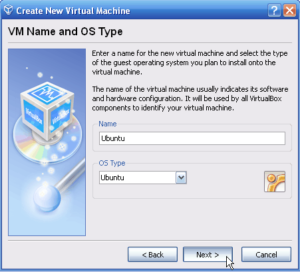 Create New Virtual Machine
VM Name and OS Type
Enter a name for the new virtual machine and select the type
of the guest operating system you plan to install onto the
virtual machine.
The name of the virtual machine usually indicates its software
and hardware configuration. It will be used by all VirtualBox
components to identify your virtual machine.
Name
Ubuntu
OS Type
Ubuntu
< Back
Next >
Cancel